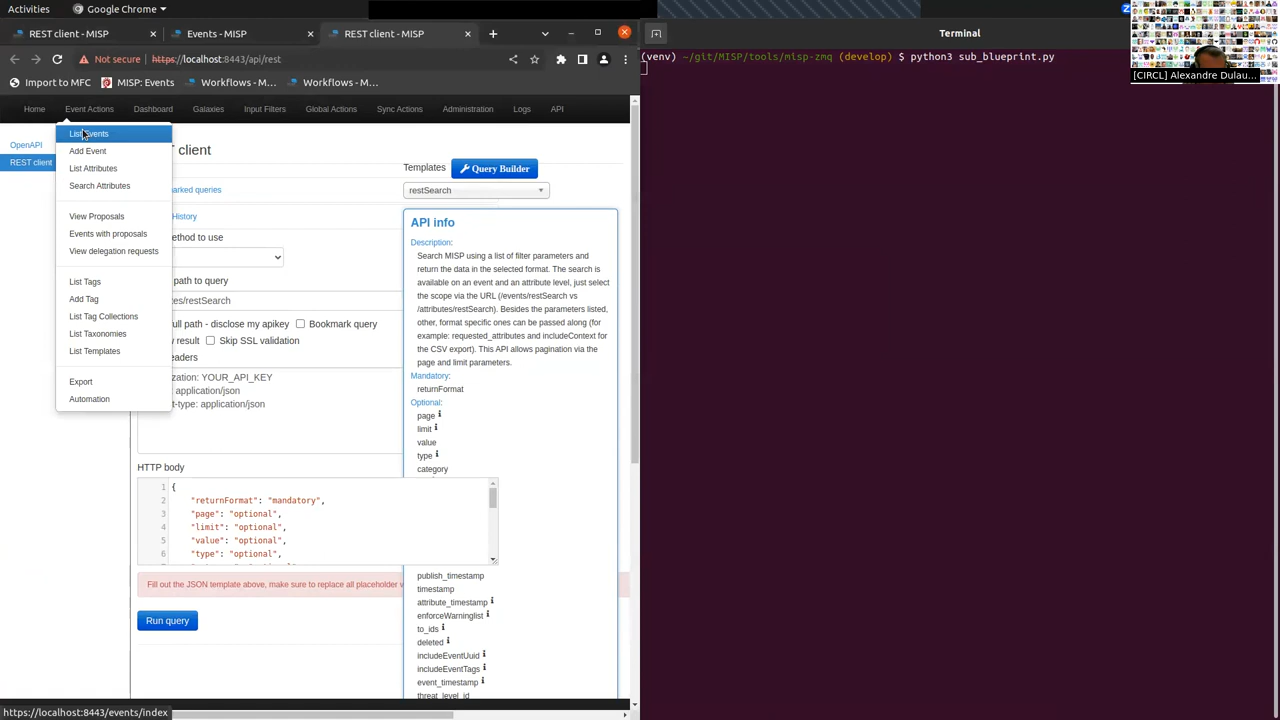 Activities
Google Chrome
REST client - MISP
Events - MISP
REST client - MISP
Not secure
https://localhost:8443/api/rest
Import to MFC
MISP: Events
Workflows - M…
Workflows - M…
Home
Event Actions
Dashboard
Galaxies
Input Filters
Global Actions
Sync Actions
Administration
Logs
API
OpenAPI
REST client
List Events
Add Event
List Attributes
Search Attributes
View Proposals
Events with proposals
View delegation requests
List Tags
Add Tag
List Tag Collections
List Taxonomies
List Templates
Export
Automation
client
Templates
Query Builder
restSearch
History
path to query
/restSearch
- disclose my apikey
Bookmark query
result
Skip SSL validation
YOUR_API_KEY
application/json
application/json
API info
Description:
Search MISP using a list of filter parameters and
return the data in the selected format. The search is
available on an event and an attribute level, just select
the scope via the URL (/events/restSearch vs
/attributes/restSearch). Besides the parameters listed,
other, format specific ones can be passed along (for
example: requested_attributes and includeContext for
the CSV export). This API allows pagination via the
page and limit parameters.
Mandatory:
returnFormat
Optional:
page
limit
value
type
category
HTTP body
1 {
2 "returnFormat": "mandatory",
3 "page": "optional",
4 "limit": "optional",
5 "value": "optional",
6 "type": "optional",
publish_timestamp
timestamp
attribute_timestamp
enforceWarninglist
to_ids
deleted
includeEventUuid
includeEventTags
event_timestamp
threat_level_id
Fill out the JSON template above, make sure to replace all placeholder v
Run query
https://localhost:8443/events/index
Terminal
(venv) ~/git/MISP/tools/misp-zmq (develop) $ python3 sub_blueprint.py
[CIRCL] Alexandre Dulau…